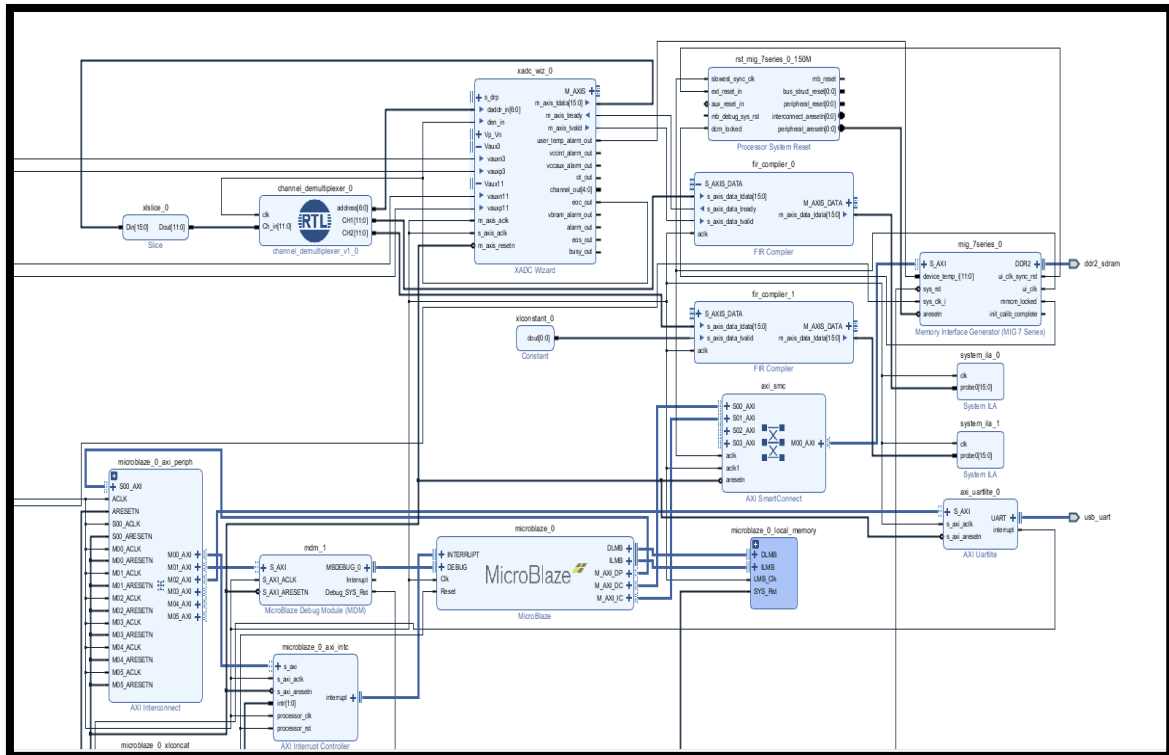 xadc_wiz_0
s_drp
daddr_in[6:0]
den_in
Vp_Vn
Vaux3
vauxn3
vauxp3
Vaux11
vauxn11
vauxp11
m_axis_aclk
s_axis_aclk
m_axis_resetn
M_AXIS
m_axis_tdata[15:0]
m_axis_tready
m_axis_tvalid
user_temp_alarm_out
vccint_alarm_out
vccaux_alarm_out
ot_out
channel_out[4:0]
eoc_out
vbram_alarm_out
alarm_out
eos_out
busy_out
XADC Wizard
rst_mig_7series_0_150M
slowest_sync_clk
ext_reset_in
aux_reset_in
mb_debug_sys_rst
dcm_locked
mb_reset
bus_struct_reset[0:0]
peripheral_reset[0:0]
interconnect_aresetn[0:0]
peripheral_aresetn[0:0]
Processor System Reset
fir_compiler_0
S_AXIS_DATA
s_axis_data_tdata[15:0]
s_axis_data_tready
s_axis_data_tvalid
aclk
M_AXIS_DATA
m_axis_data_tdata[15:0]
FIR Compiler
channel_demultiplexer_0
clk
Ch_in[11:0]
RTL
address[6:0]
CH1[11:0]
CH2[11:0]
channel_demultiplexer_v1_0
xlslice_0
Din[15:0]
Dout[11:0]
Slice
mig_7series_0
S_AXI
device_temp_i[11:0]
sys_rst
sys_clk_i
aresetn
DDR2
ui_clk_sync_rst
ui_clk
mmcm_locked
init_calib_complete
Memory Interface Generator (MIG 7 Series)
ddr2_sdram
fir_compiler_1
S_AXIS_DATA
s_axis_data_tdata[15:0]
s_axis_data_tvalid
aclk
M_AXIS_DATA
m_axis_data_tdata[15:0]
FIR Compiler
xlconstant_0
dout[0:0]
Constant
system_ila_0
clk
probe0[15:0]
System ILA
axi_smc
S00_AXI
S01_AXI
S02_AXI
S03_AXI
aclk
aclk1
aresetn
M00_AXI
AXI SmartConnect
system_ila_1
clk
probe0[15:0]
System ILA
microblaze_0_axi_periph
S00_AXI
ACLK
ARESETN
S00_ACLK
S00_ARESETN
M00_ACLK
M00_ARESETN
M01_ACLK
M01_ARESETN
M02_ACLK
M02_ARESETN
M03_ACLK
M03_ARESETN
M04_ACLK
M04_ARESETN
M05_ACLK
M05_ARESETN
M00_AXI
M01_AXI
M02_AXI
M03_AXI
M04_AXI
M05_AXI
AXI Interconnect
axi_uartlite_0
S_AXI
s_axi_aclk
s_axi_aresetn
UART
interrupt
AXI Uartlite
usb_uart
mdm_1
S_AXI
S_AXI_ACLK
S_AXI_ARESETN
MBDEBUG_0
Interrupt
Debug_SYS_Rst
MicroBlaze Debug Module (MDM)
microblaze_0
INTERRUPT
DEBUG
Clk
Reset
MicroBlaze
DLMB
ILMB
M_AXI_DP
M_AXI_DC
M_AXI_IC
MicroBlaze
microblaze_0_local_memory
DLMB
ILMB
LMB_Clk
SYS_Rst
microblaze_0_axi_intc
s_axi
s_axi_aclk
s_axi_aresetn
intr[1:0]
processor_clk
processor_rst
interrupt
AXI Interrupt Controller
microblaze_0_xlconcat